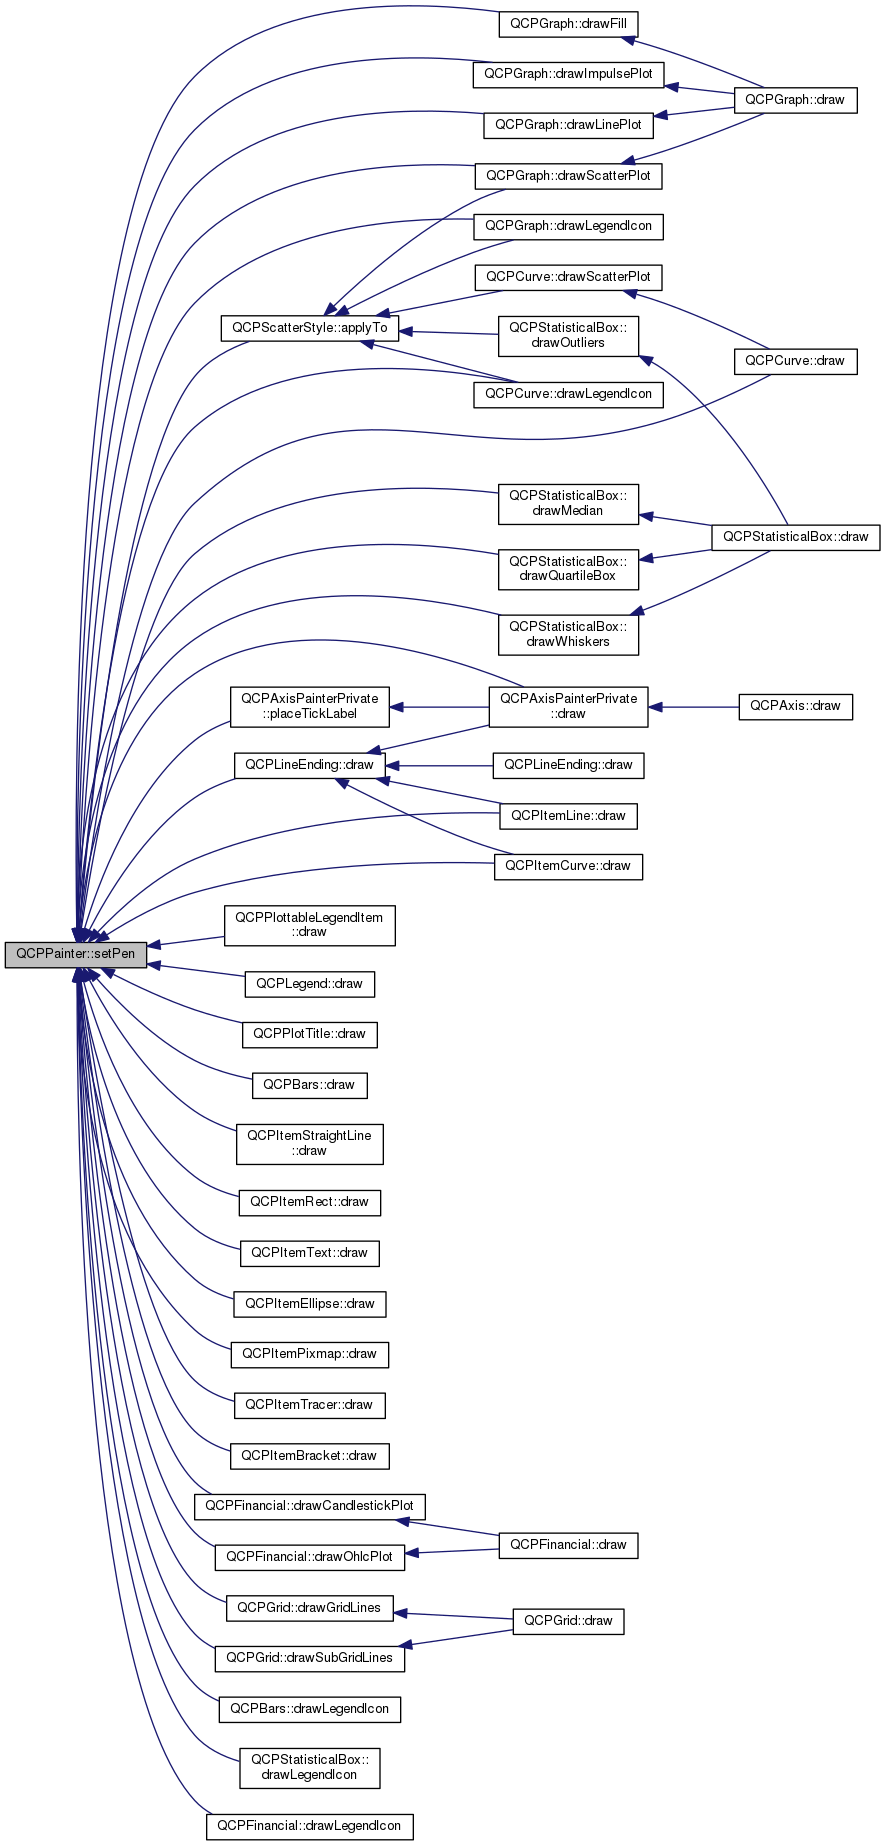 QCPGraph::drawFill
QCPGraph::drawImpulsePlot
QCPGraph::draw
QCPGraph::drawLinePlot
QCPGraph::drawScatterPlot
QCPGraph::drawLegendIcon
QCPCurve::drawScatterPlot
QCPScatterStyle::applyTo
QCPStatisticalBox::
drawOutliers
QCPCurve::draw
QCPCurve::drawLegendIcon
QCPStatisticalBox::
drawMedian
QCPStatisticalBox::draw
QCPStatisticalBox::
drawQuartileBox
QCPStatisticalBox::
drawWhiskers
QCPAxisPainterPrivate
::placeTickLabel
QCPAxisPainterPrivate
::draw
QCPAxis::draw
QCPLineEnding::draw
QCPLineEnding::draw
QCPItemLine::draw
QCPItemCurve::draw
QCPPlottableLegendItem
::draw
QCPPainter::setPen
QCPLegend::draw
QCPPlotTitle::draw
QCPBars::draw
QCPItemStraightLine
::draw
QCPItemRect::draw
QCPItemText::draw
QCPItemEllipse::draw
QCPItemPixmap::draw
QCPItemTracer::draw
QCPItemBracket::draw
QCPFinancial::drawCandlestickPlot
QCPFinancial::draw
QCPFinancial::drawOhlcPlot
QCPGrid::drawGridLines
QCPGrid::draw
QCPGrid::drawSubGridLines
QCPBars::drawLegendIcon
QCPStatisticalBox::
drawLegendIcon
QCPFinancial::drawLegendIcon